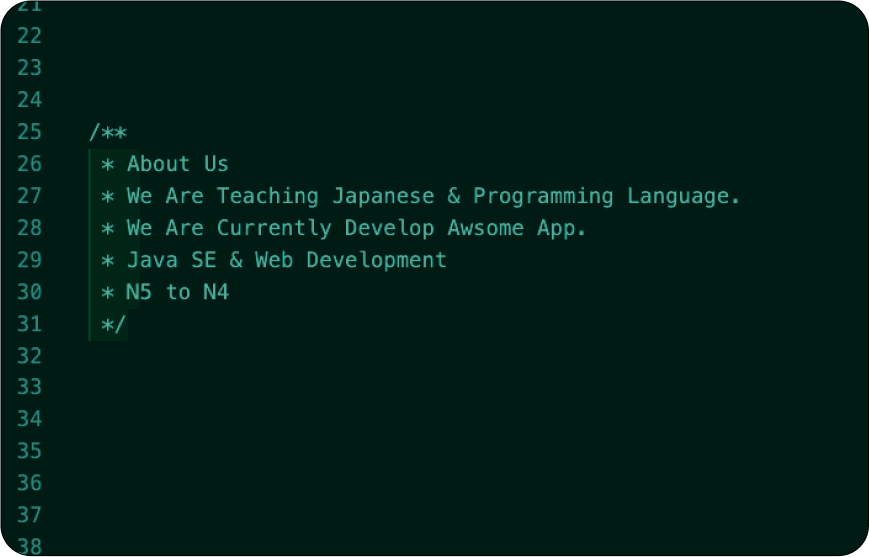 21
22
23
24
25 /**
26 * About Us
27 * We Are Teaching Japanese & Programming Language.
28 * We Are Currently Develop Awsome App.
29 * Java SE & Web Development
30 * N5 to N4
31 */
32
33
34
35
36
37
38